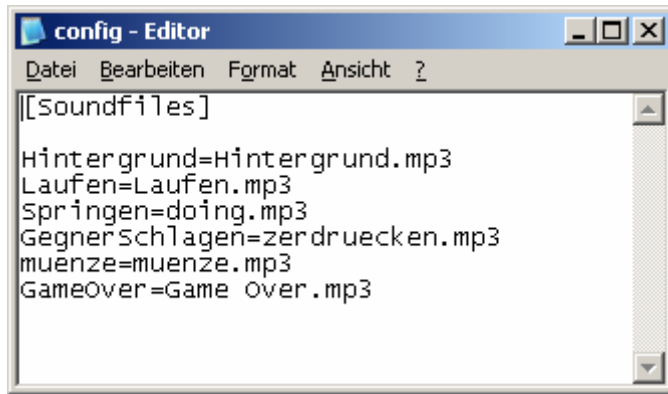 config - Editor
Datei Bearbeiten Format Ansicht ?
[Soundfiles]
Hintergrund=Hintergrund.mp3
Laufen=Laufen.mp3
Springen=doing.mp3
GegnerSchlagen=zerdruecken.mp3
muenze=muenze.mp3
GameOver=Game Over.mp3